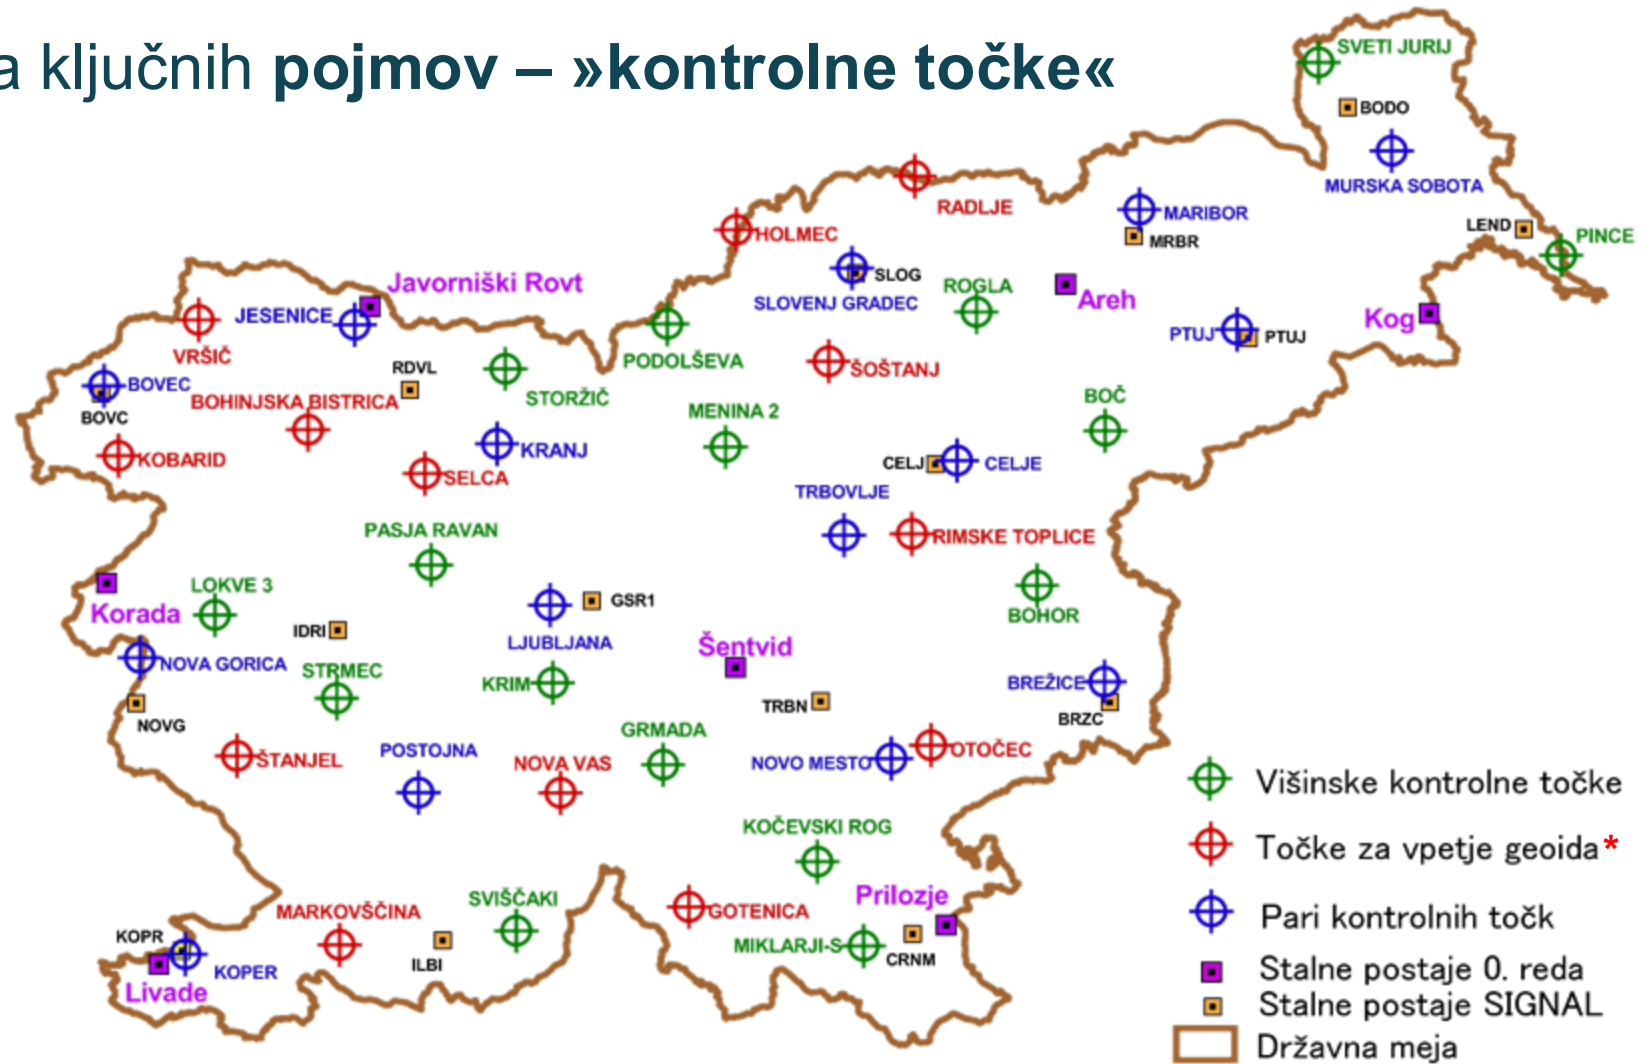 a ključnih pojmov – »kontrolne točke«
SVETI JURIJ
BODO
MURSKA SOBOTA
RADLJE
MARIBOR
HOLMEC
MRBR
LEND
PINCE
SLOG
SLOVENJ GRADEC
ROGLA
Areh
Javorniški Rovt
JESENICE
Kog
PTUJ
PTUJ
VRŠIČ
PODOLŠEVA
RDVL
ŠOŠTANJ
BOVEC
BOVC
BOHINJSKA BISTRICA
STORŽIČ
BOČ
MENINA 2
KRANJ
KOBARID
SELCA
CELJ
CELJE
TRBOVLJE
PASJA RAVAN
RIMSKE TOPLICE
LOKVE 3
Korada
GSR1
BOHOR
IDRI
LJUBLJANA
Šentvid
NOVA GORICA
STRMEC
KRIM
BREŽICE
TRBN
BRZC
NOVG
GRMADA
ŠTANJEL
POSTOJNA
NOVA VAS
NOVO MESTO
OTOČEC
Višinske kontrolne točke
KOČEVSKI ROG
Točke za vpetje geoida*
Prilozje
SVIŠČAKI
MARKOVŠČINA
GOTENICA
Pari kontrolnih točk
KOPR
MIKLARJI-S
CRNM
ILBI
KOPER
Stalne postaje 0. reda
Livade
Stalne postaje SIGNAL
Državna meja